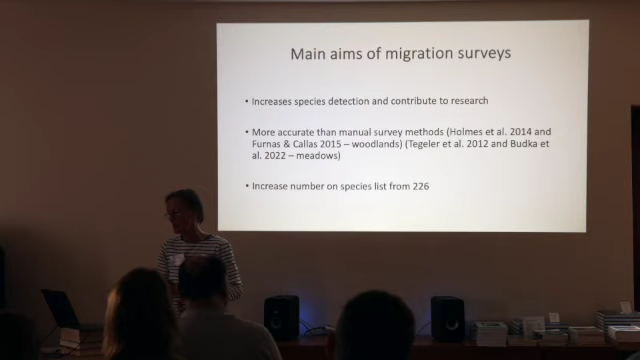 Main aims of migration surveys
• Increases species detection and contribute to research
• More accurate than manual survey methods (Holmes et al. 2014 and
Furnas & Callas 2015 – woodlands) (Tegeler et al. 2012 and Budka et
al. 2022 – meadows)
• Increase number on species list from 226